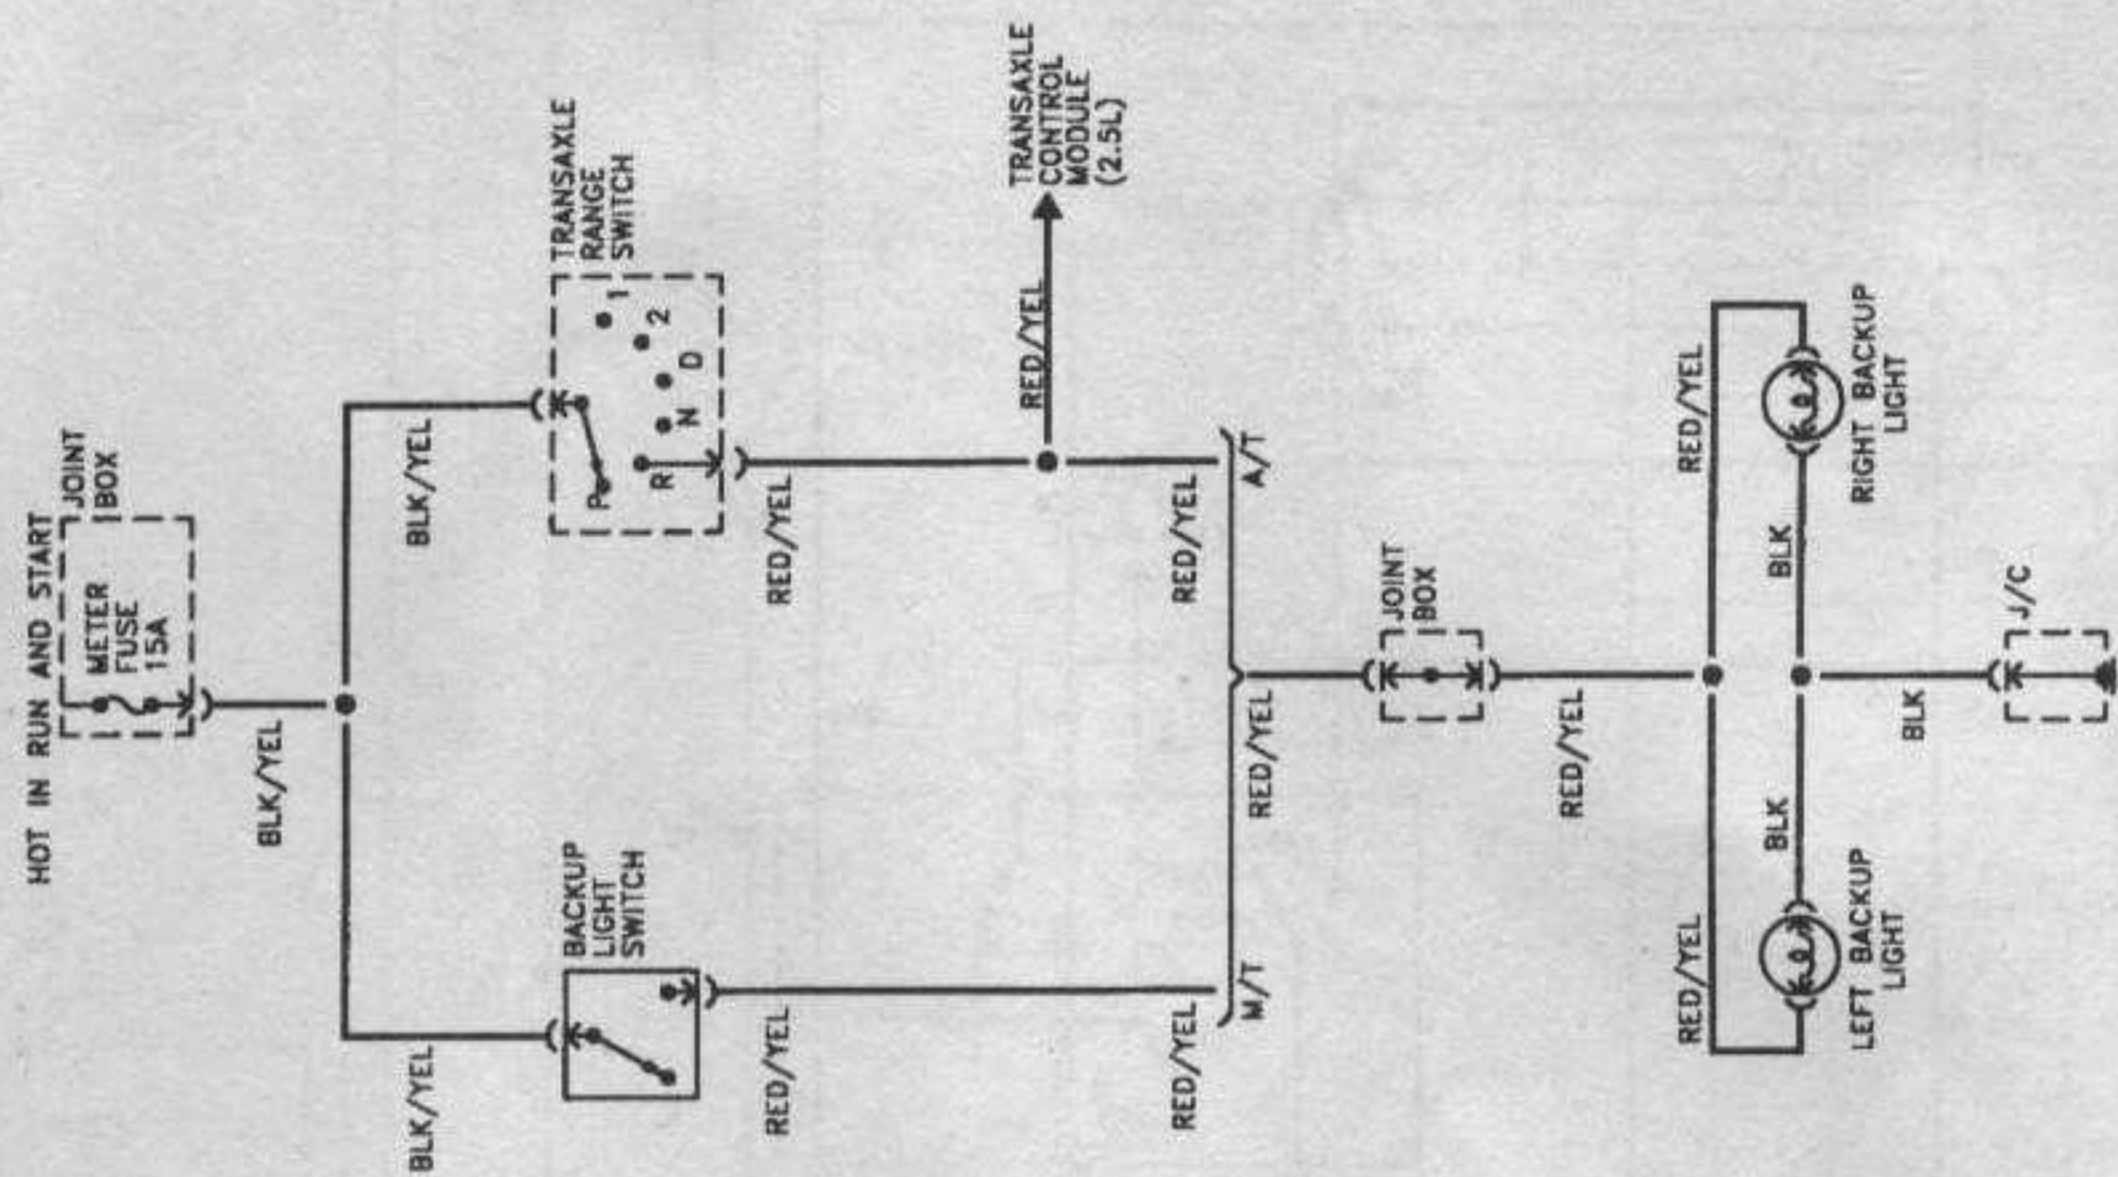 HOT IN RUN AND START
METER
FUSE
15A
JOINT
BOX
BLK/YEL
BLK/YEL
BLK/YEL
BACKUP
LIGHT
SWITCH
TRANSAXLE
RANGE
SWITCH
P
R
N
D
2
1
RED/YEL
RED/YEL
RED/YEL
TRANSAXLE
CONTROL
MODULE
(2.5L)
RED/YEL
RED/YEL
M/T
A/T
RED/YEL
JOINT
BOX
RED/YEL
RED/YEL
RED/YEL
BLK
BLK
LEFT BACKUP
LIGHT
RIGHT BACKUP
LIGHT
BLK
J/C